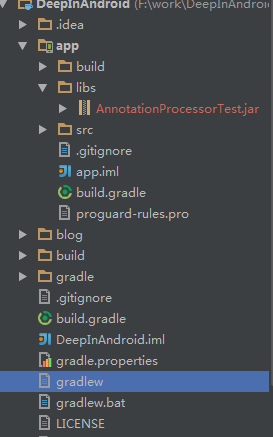 DeepInAndroid (F:\work\DeepInAndroid
.idea
app
build
libs
AnnotationProcessorTest.jar
src
.gitignore
app.iml
build.gradle
proguard-rules.pro
blog
build
gradle
.gitignore
build.gradle
DeepInAndroid.iml
gradle.properties
gradlew
gradlew.bat
LICENSE